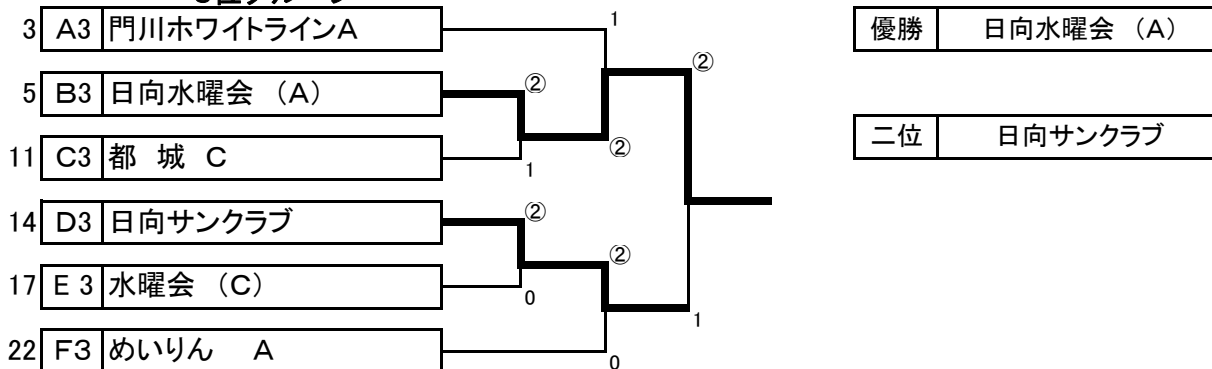 3 A3 門川ホワイトラインA
1
優勝 日向水曜会 (A)
②
5 B3 日向水曜会 (A)
②
②
11 C3 都 城 C
1
二位 日向サンクラブ
14 D3 日向サンクラブ
②
②
17 E 3 水曜会 (C)
0
1
22 F3 めいりん A
0